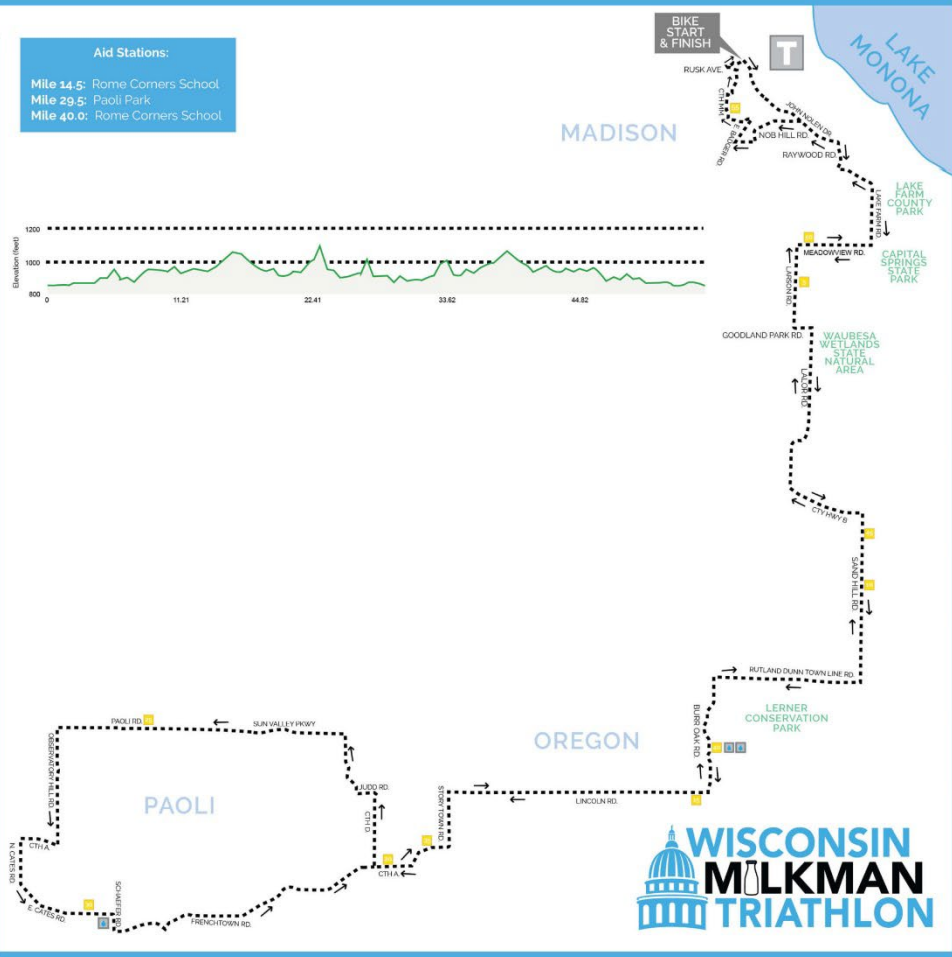 Aid Stations:
Mile 14.5: Rome Corners School
Mile 29.5: Paoli Park
Mile 40.0: Rome Corners School
BIKE
START
& FINISH
T
LAKE
MONONA
RUSK AVE.
CTH MM
E. BADGER RD.
JOHN NOLEN DR
NOB HILL RD.
RAYWOOD RD.
MADISON
LAKE
FARM
COUNTY
PARK
LAKE FARM RD.
MEADOWVIEW RD.
CAPITAL
SPRINGS
STATE
PARK
LARSON RD.
Elevation (feet)
1200
1000
800
0
11.21
22.41
33.62
44.82
GOODLAND PARK RD.
WAUBESA
WETLANDS
STATE
NATURAL
AREA
LALOR RD.
CTY HWY B
SAND HILL RD.
RUTLAND DUNN TOWN LINE RD.
LERNER
CONSERVATION
PARK
BURR OAK RD.
OREGON
LINCOLN RD.
STORY TOWN RD.
PAOLI RD.
SUN VALLEY PKWY
OBSERVATORY HILL RD.
PAOLI
JUDD RD.
CTH D.
CTH A.
CTH A.
N. CATES RD.
E. CATES RD.
SCHAEFER RD.
FRENCHTOWN RD.
WISCONSIN
MILKMAN
TRIATHLON